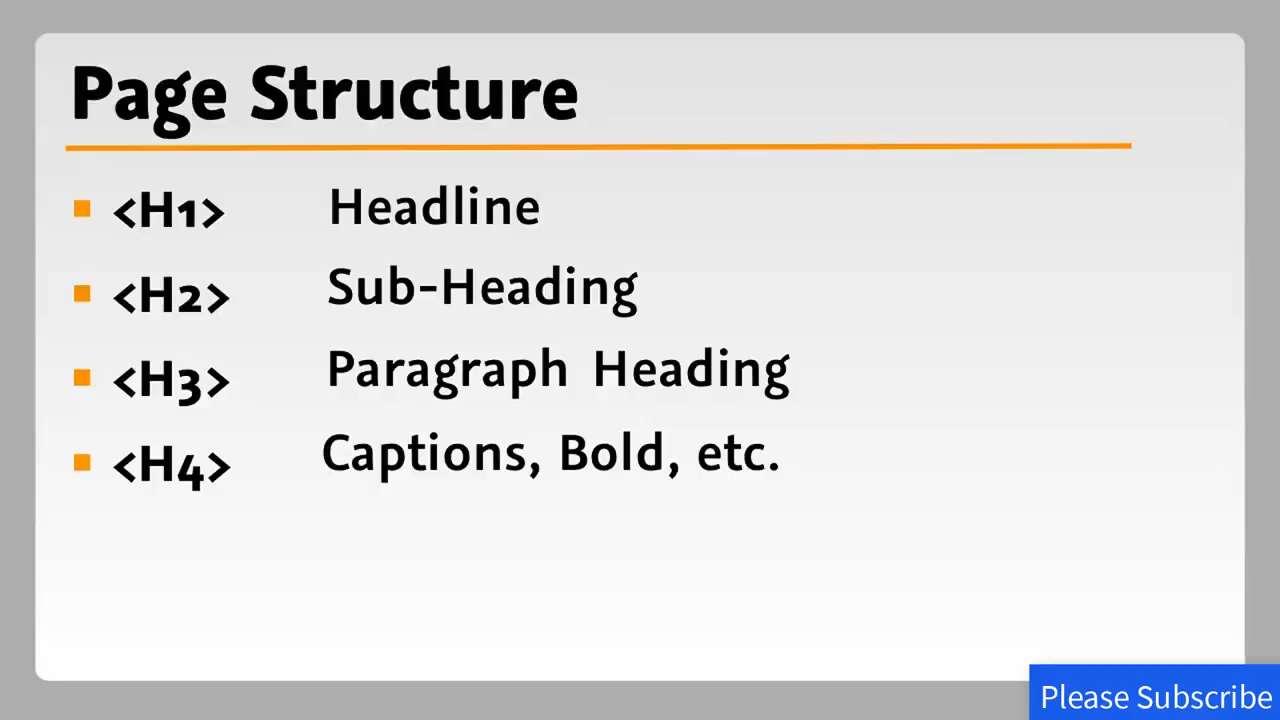 Page Structure
<H1> Headline
<H2> Sub-Heading
<H3> Paragraph Heading
<H4> Captions, Bold, etc.
Please Subscribe